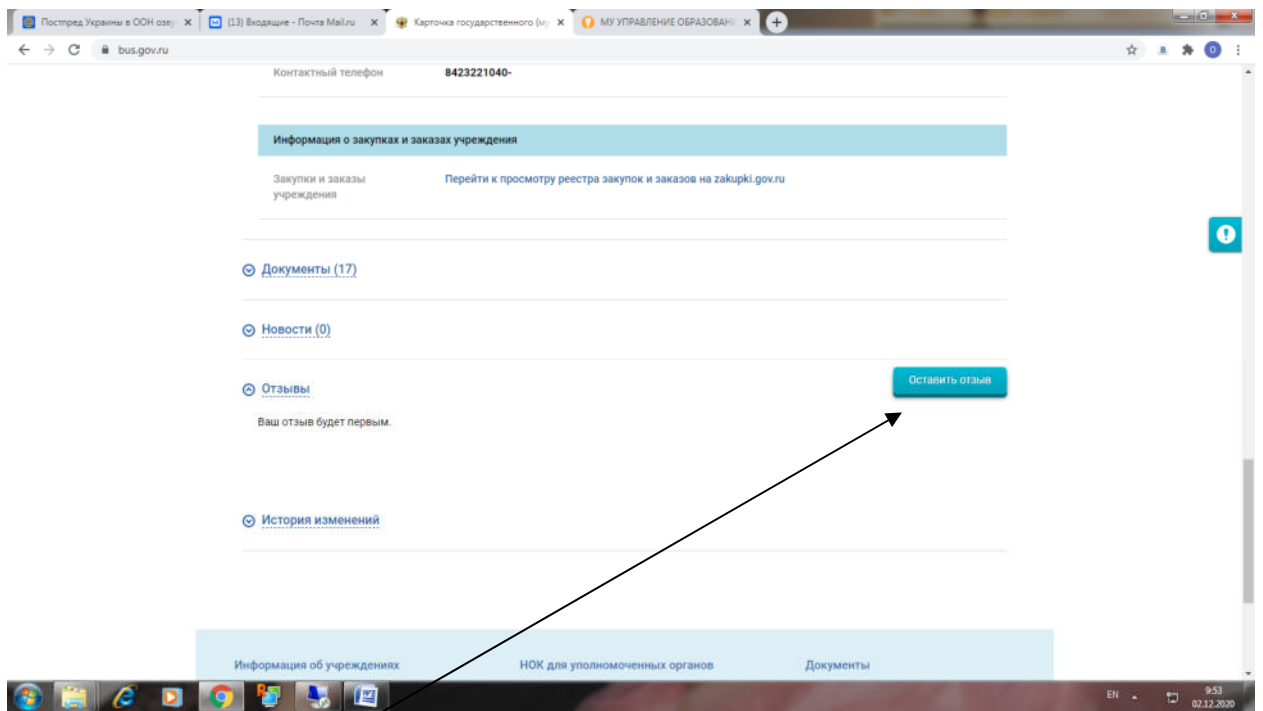 Постпред Украины в ООН озву
(13) Входящие - Почта Mail.ru
Карточка государственного (му
МУ УПРАВЛЕНИЕ ОБРАЗОВАНИ
bus.gov.ru
Контактный телефон 8423221040-
Информация о закупках и заказах учреждения
Закупки и заказы Перейти к просмотру реестра закупок и заказов на zakupki.gov.ru
учреждения
Документы (17)
Новости (0)
Отзывы
Оставить отзыв
Ваш отзыв будет первым.
История изменений
Информация об учреждениях НОК для уполномоченных органов Документы
EN 9:53
02.12.2020